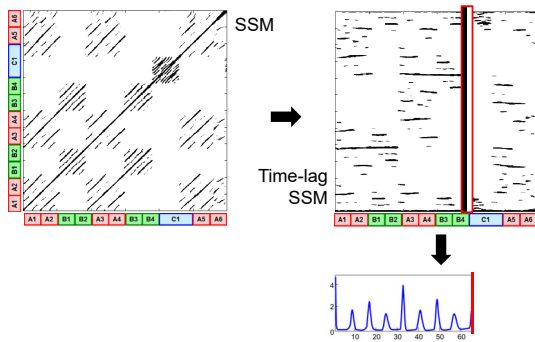 SSM
A6
A5
C1
B4
B3
A4
A3
B2
B1
A2
A1
A1 A2 B1 B2 A3 A4 B3 B4 C1 A5 A6
Time-lag
SSM
A1 A2 B1 B2 A3 A4 B3 B4 C1 A5 A6
4
2
0
10 20 30 40 50 60